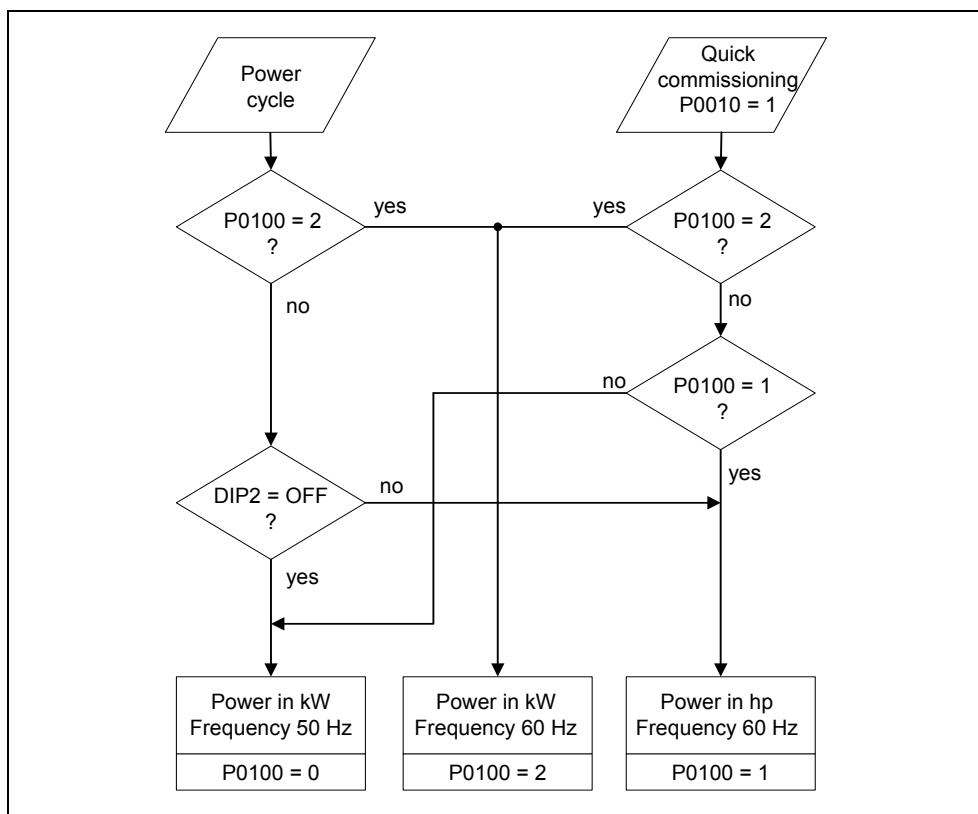 Power
cycle
Quick
commissioning
P0010 = 1
P0100 = 2
?
yes
yes
P0100 = 2
?
no
no
P0100 = 1
?
no
yes
DIP2 = OFF
?
no
yes
Power in kW
Frequency 50 Hz
P0100 = 0
Power in kW
Frequency 60 Hz
P0100 = 2
Power in hp
Frequency 60 Hz
P0100 = 1